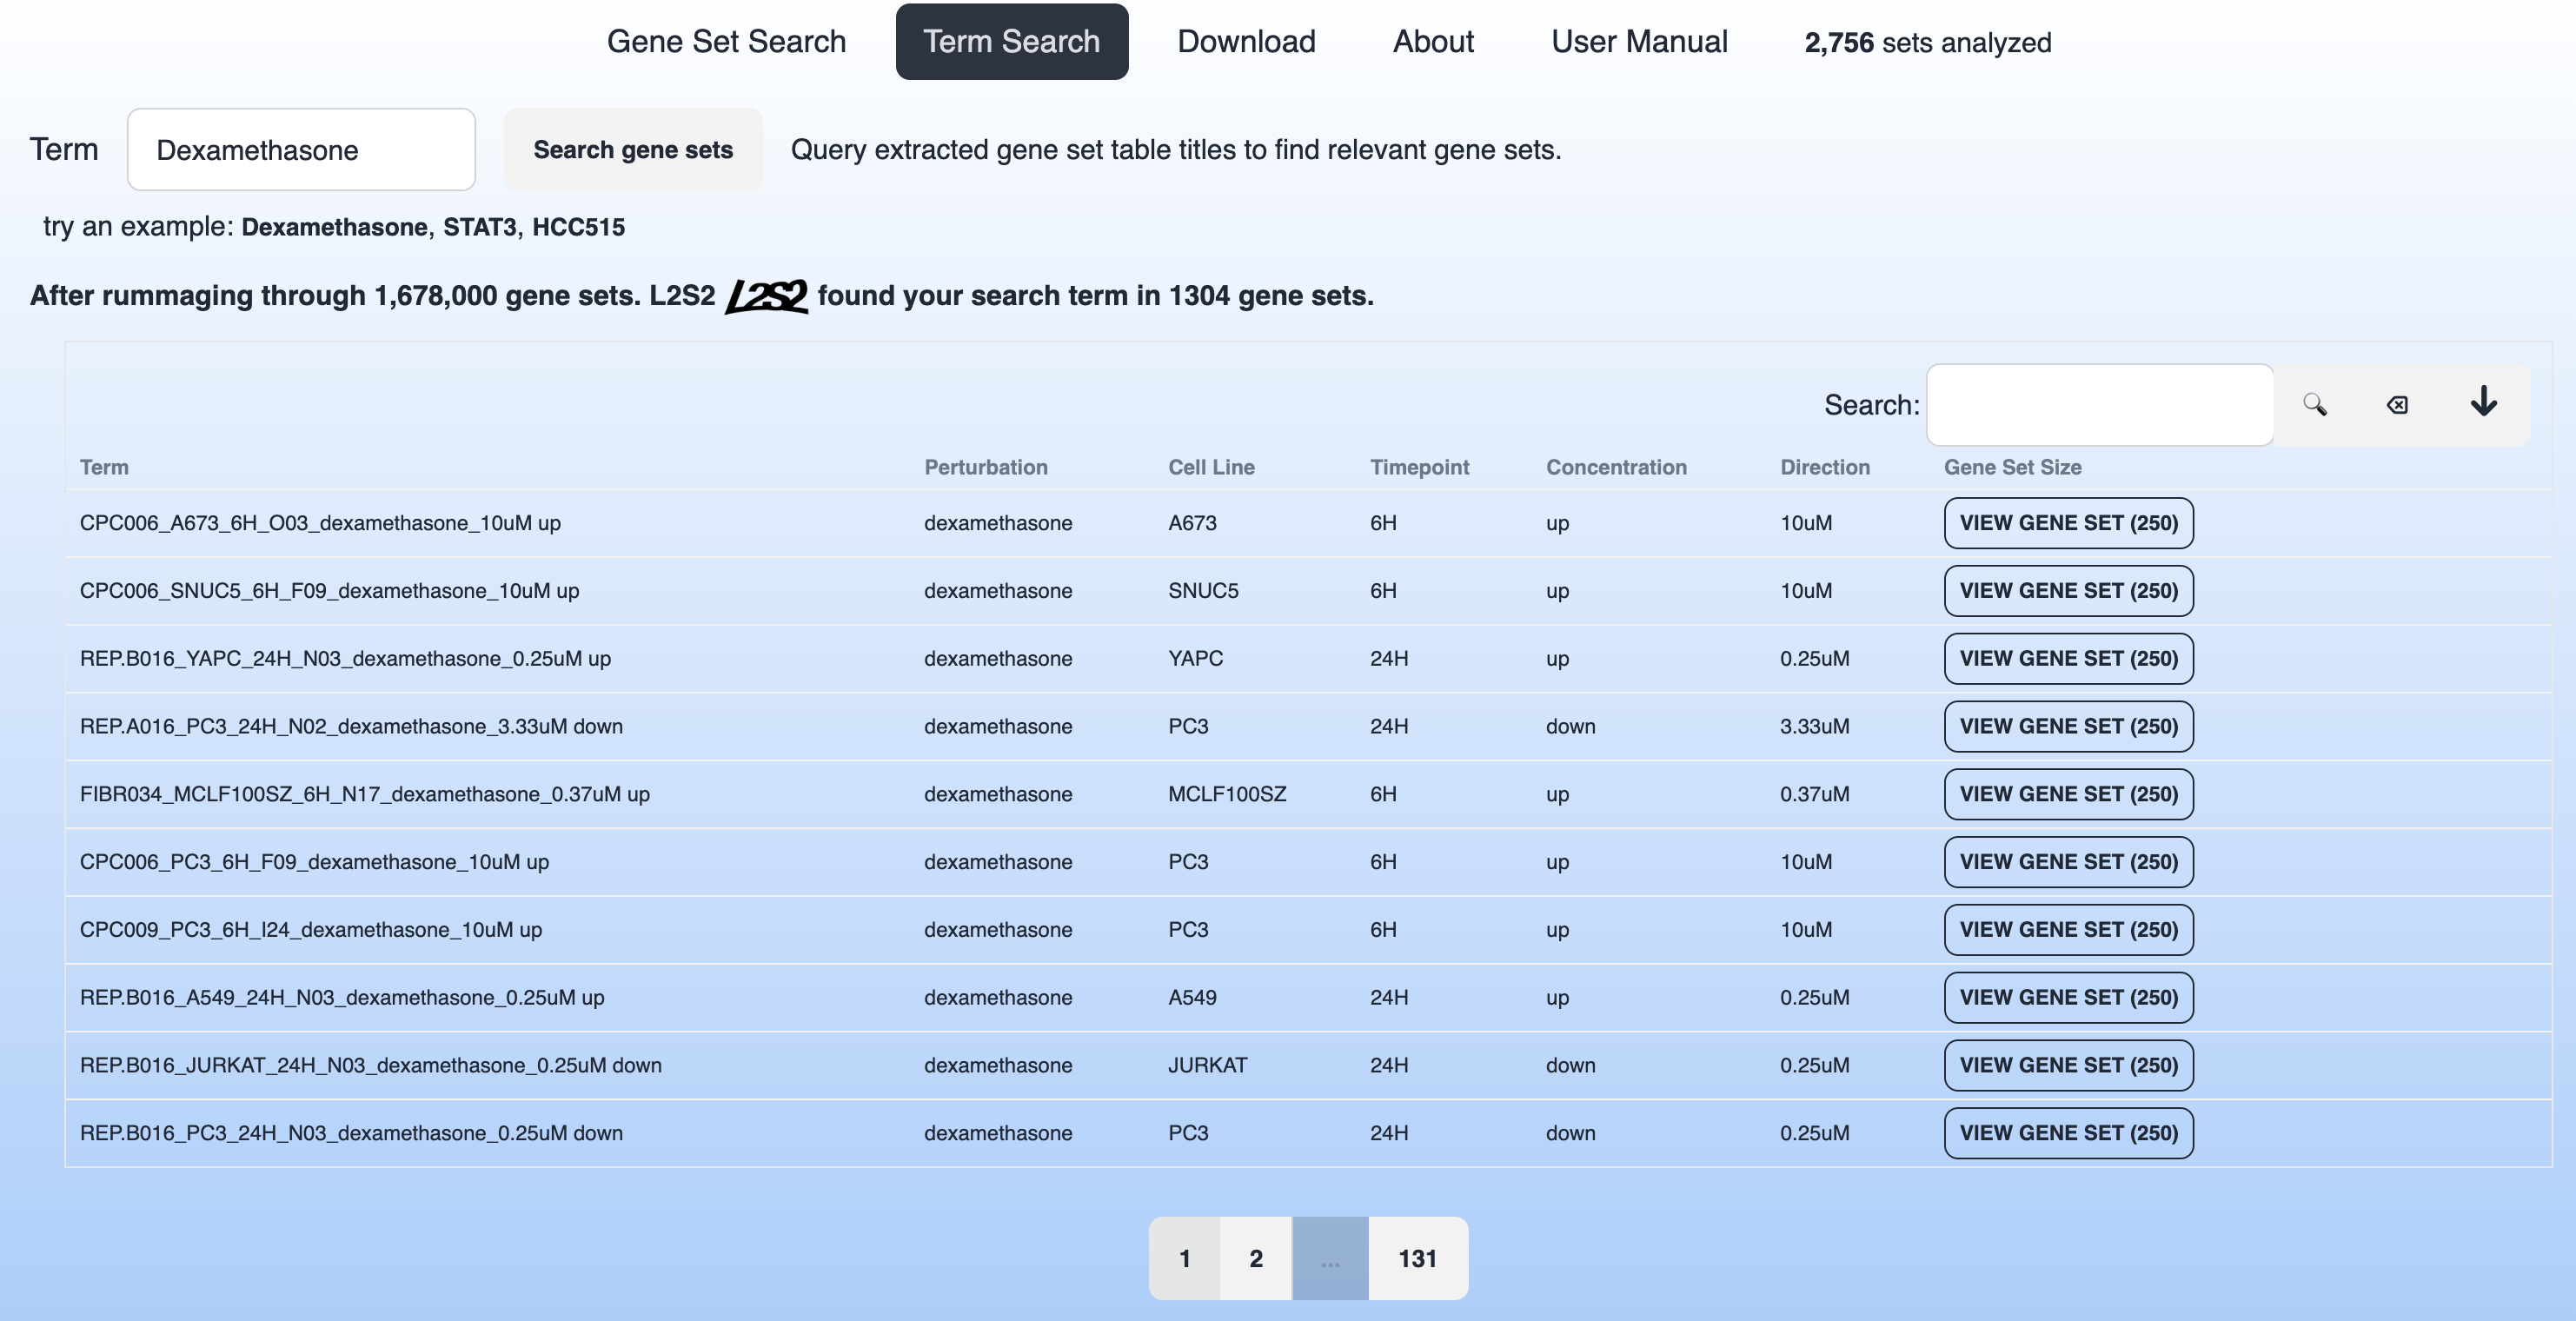 Gene Set Search Term Search Download About User Manual 2,756 sets analyzed
Term Dexamethasone Search gene sets Query extracted gene set table titles to find relevant gene sets.
try an example: Dexamethasone, STAT3, HCC515
After rummaging through 1,678,000 gene sets. L2S2 L2S2 found your search term in 1304 gene sets.
Search:
Term Perturbation Cell Line Timepoint Concentration Direction Gene Set Size
CPC006_A673_6H_O03_dexamethasone_10uM up dexamethasone A673 6H up 10uM VIEW GENE SET (250)
CPC006_SNUC5_6H_F09_dexamethasone_10uM up dexamethasone SNUC5 6H up 10uM VIEW GENE SET (250)
REP.B016_YAPC_24H_N03_dexamethasone_0.25uM up dexamethasone YAPC 24H up 0.25uM VIEW GENE SET (250)
REP.A016_PC3_24H_N02_dexamethasone_3.33uM down dexamethasone PC3 24H down 3.33uM VIEW GENE SET (250)
FIBR034_MCLF100SZ_6H_N17_dexamethasone_0.37uM up dexamethasone MCLF100SZ 6H up 0.37uM VIEW GENE SET (250)
CPC006_PC3_6H_F09_dexamethasone_10uM up dexamethasone PC3 6H up 10uM VIEW GENE SET (250)
CPC009_PC3_6H_I24_dexamethasone_10uM up dexamethasone PC3 6H up 10uM VIEW GENE SET (250)
REP.B016_A549_24H_N03_dexamethasone_0.25uM up dexamethasone A549 24H up 0.25uM VIEW GENE SET (250)
REP.B016_JURKAT_24H_N03_dexamethasone_0.25uM down dexamethasone JURKAT 24H down 0.25uM VIEW GENE SET (250)
REP.B016_PC3_24H_N03_dexamethasone_0.25uM down dexamethasone PC3 24H down 0.25uM VIEW GENE SET (250)
1 2 ... 131